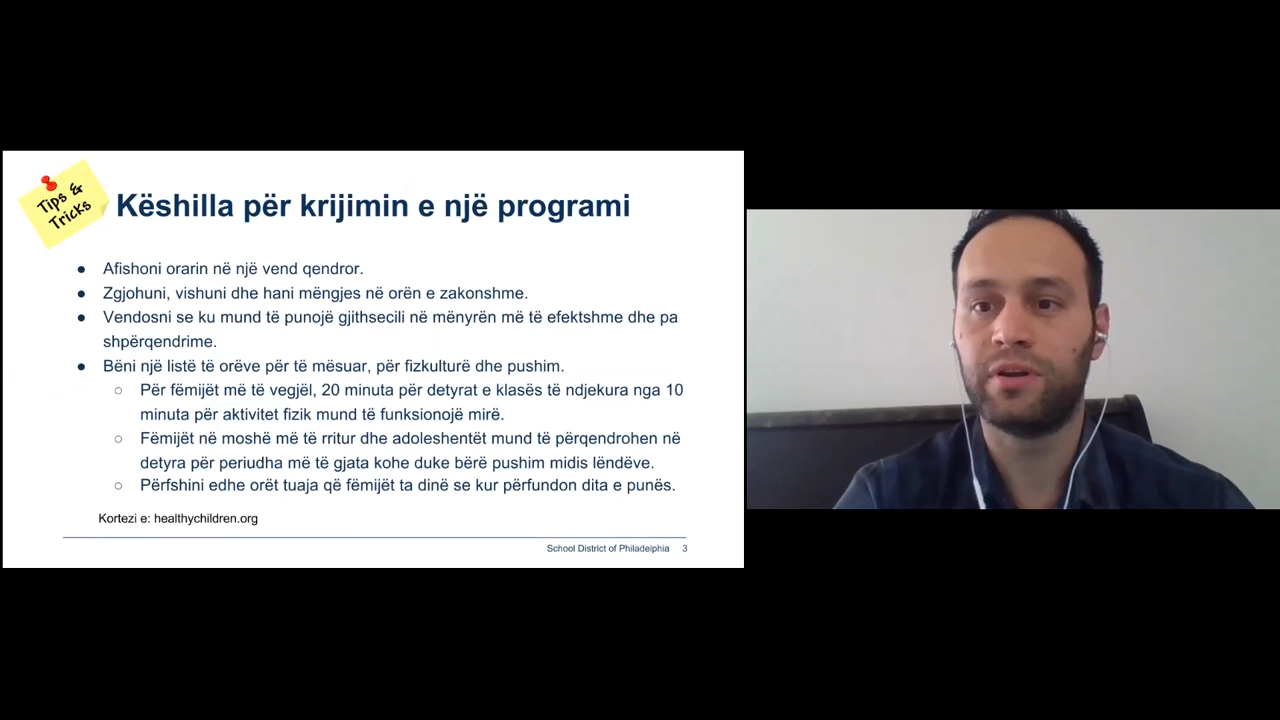 Tips &
Tricks
Këshilla për krijimin e një programi
● Afishoni orarin në një vend qendror.
● Zgjohuni, vishuni dhe hani mëngjes në orën e zakonshme.
● Vendosni se ku mund të punojë gjithsecili në mënyrën më të efektshme dhe pa
shpërqendrime.
● Bëni një listë të orëve për të mësuar, për fizkulturë dhe pushim.
○ Për fëmijët më të vegjël, 20 minuta për detyrat e klasës të ndjekura nga 10
minuta për aktivitet fizik mund të funksionojë mirë.
○ Fëmijët në moshë më të rritur dhe adoleshentët mund të përqendrohen në
detyra për periudha më të gjata kohe duke bërë pushim midis lëndëve.
○ Përfshini edhe orët tuaja që fëmijët ta dinë se kur përfundon dita e punës.
Kortezi e: healthychildren.org
School District of Philadelphia 3